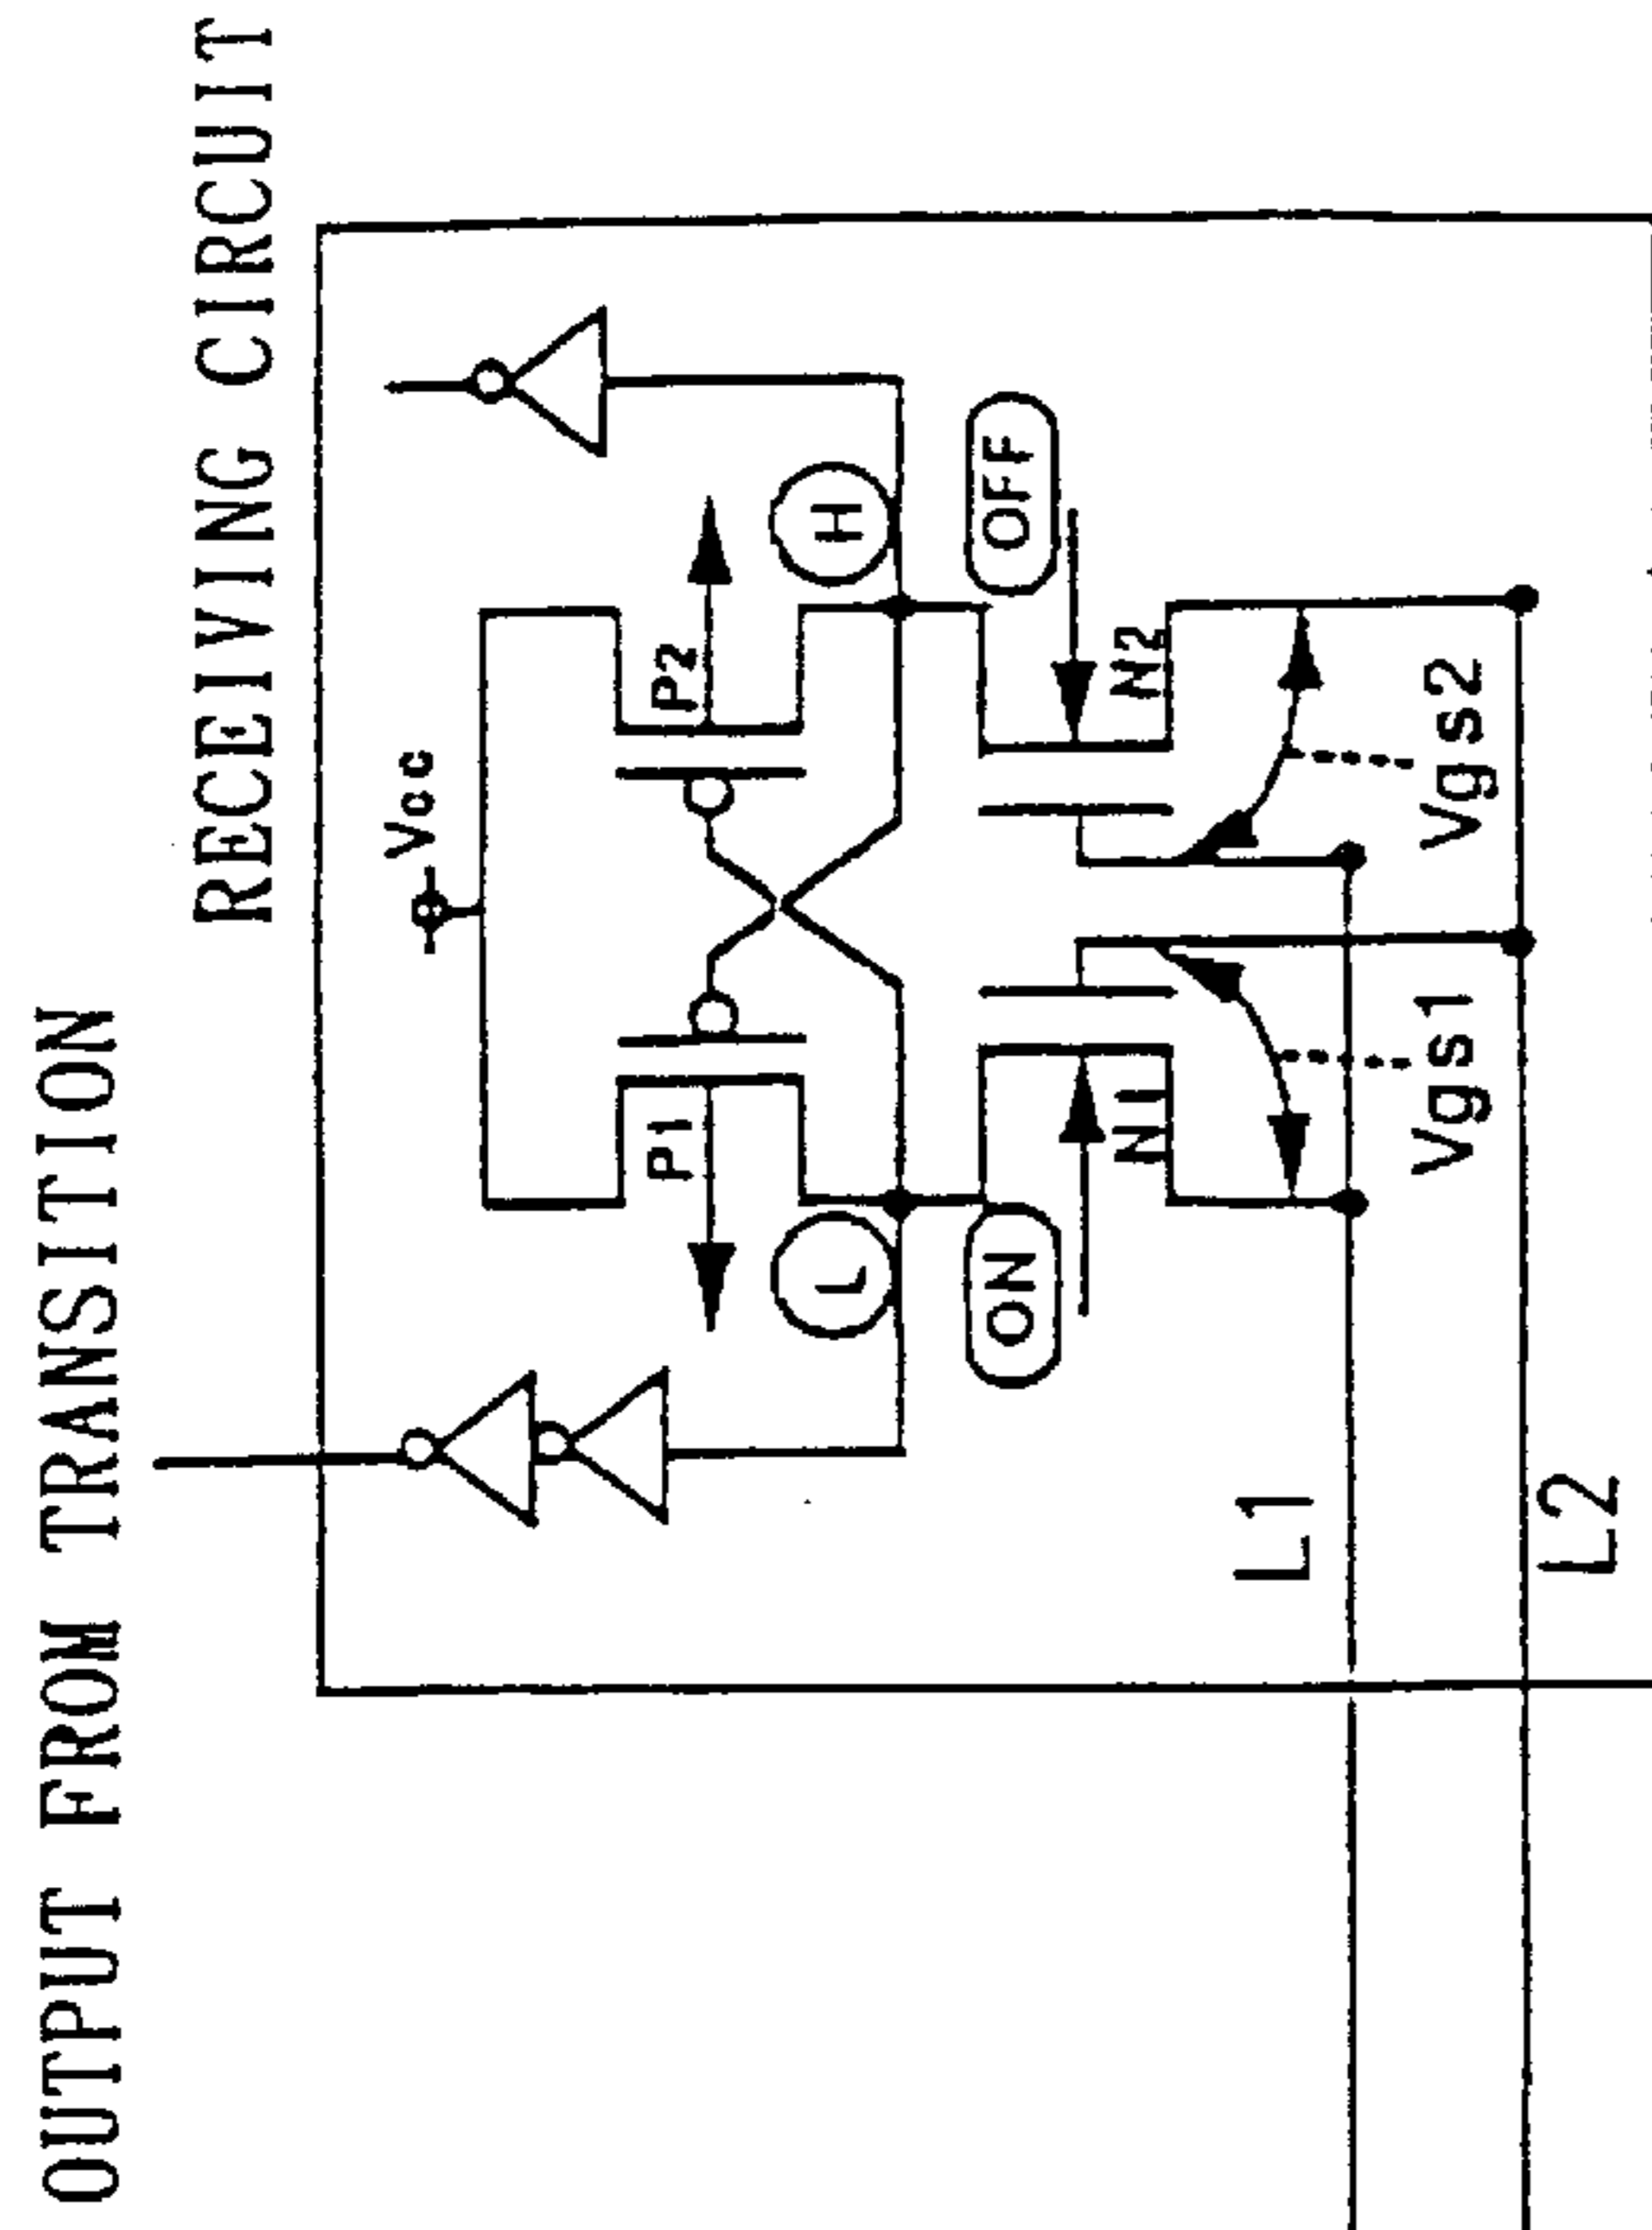 OUTPUT FROM TRANSITION
RECEIVING CIRCUIT
Vcc
P1
P2
L
H
ON
OFF
N1
N2
L1
Vgs1
Vgs2
L2